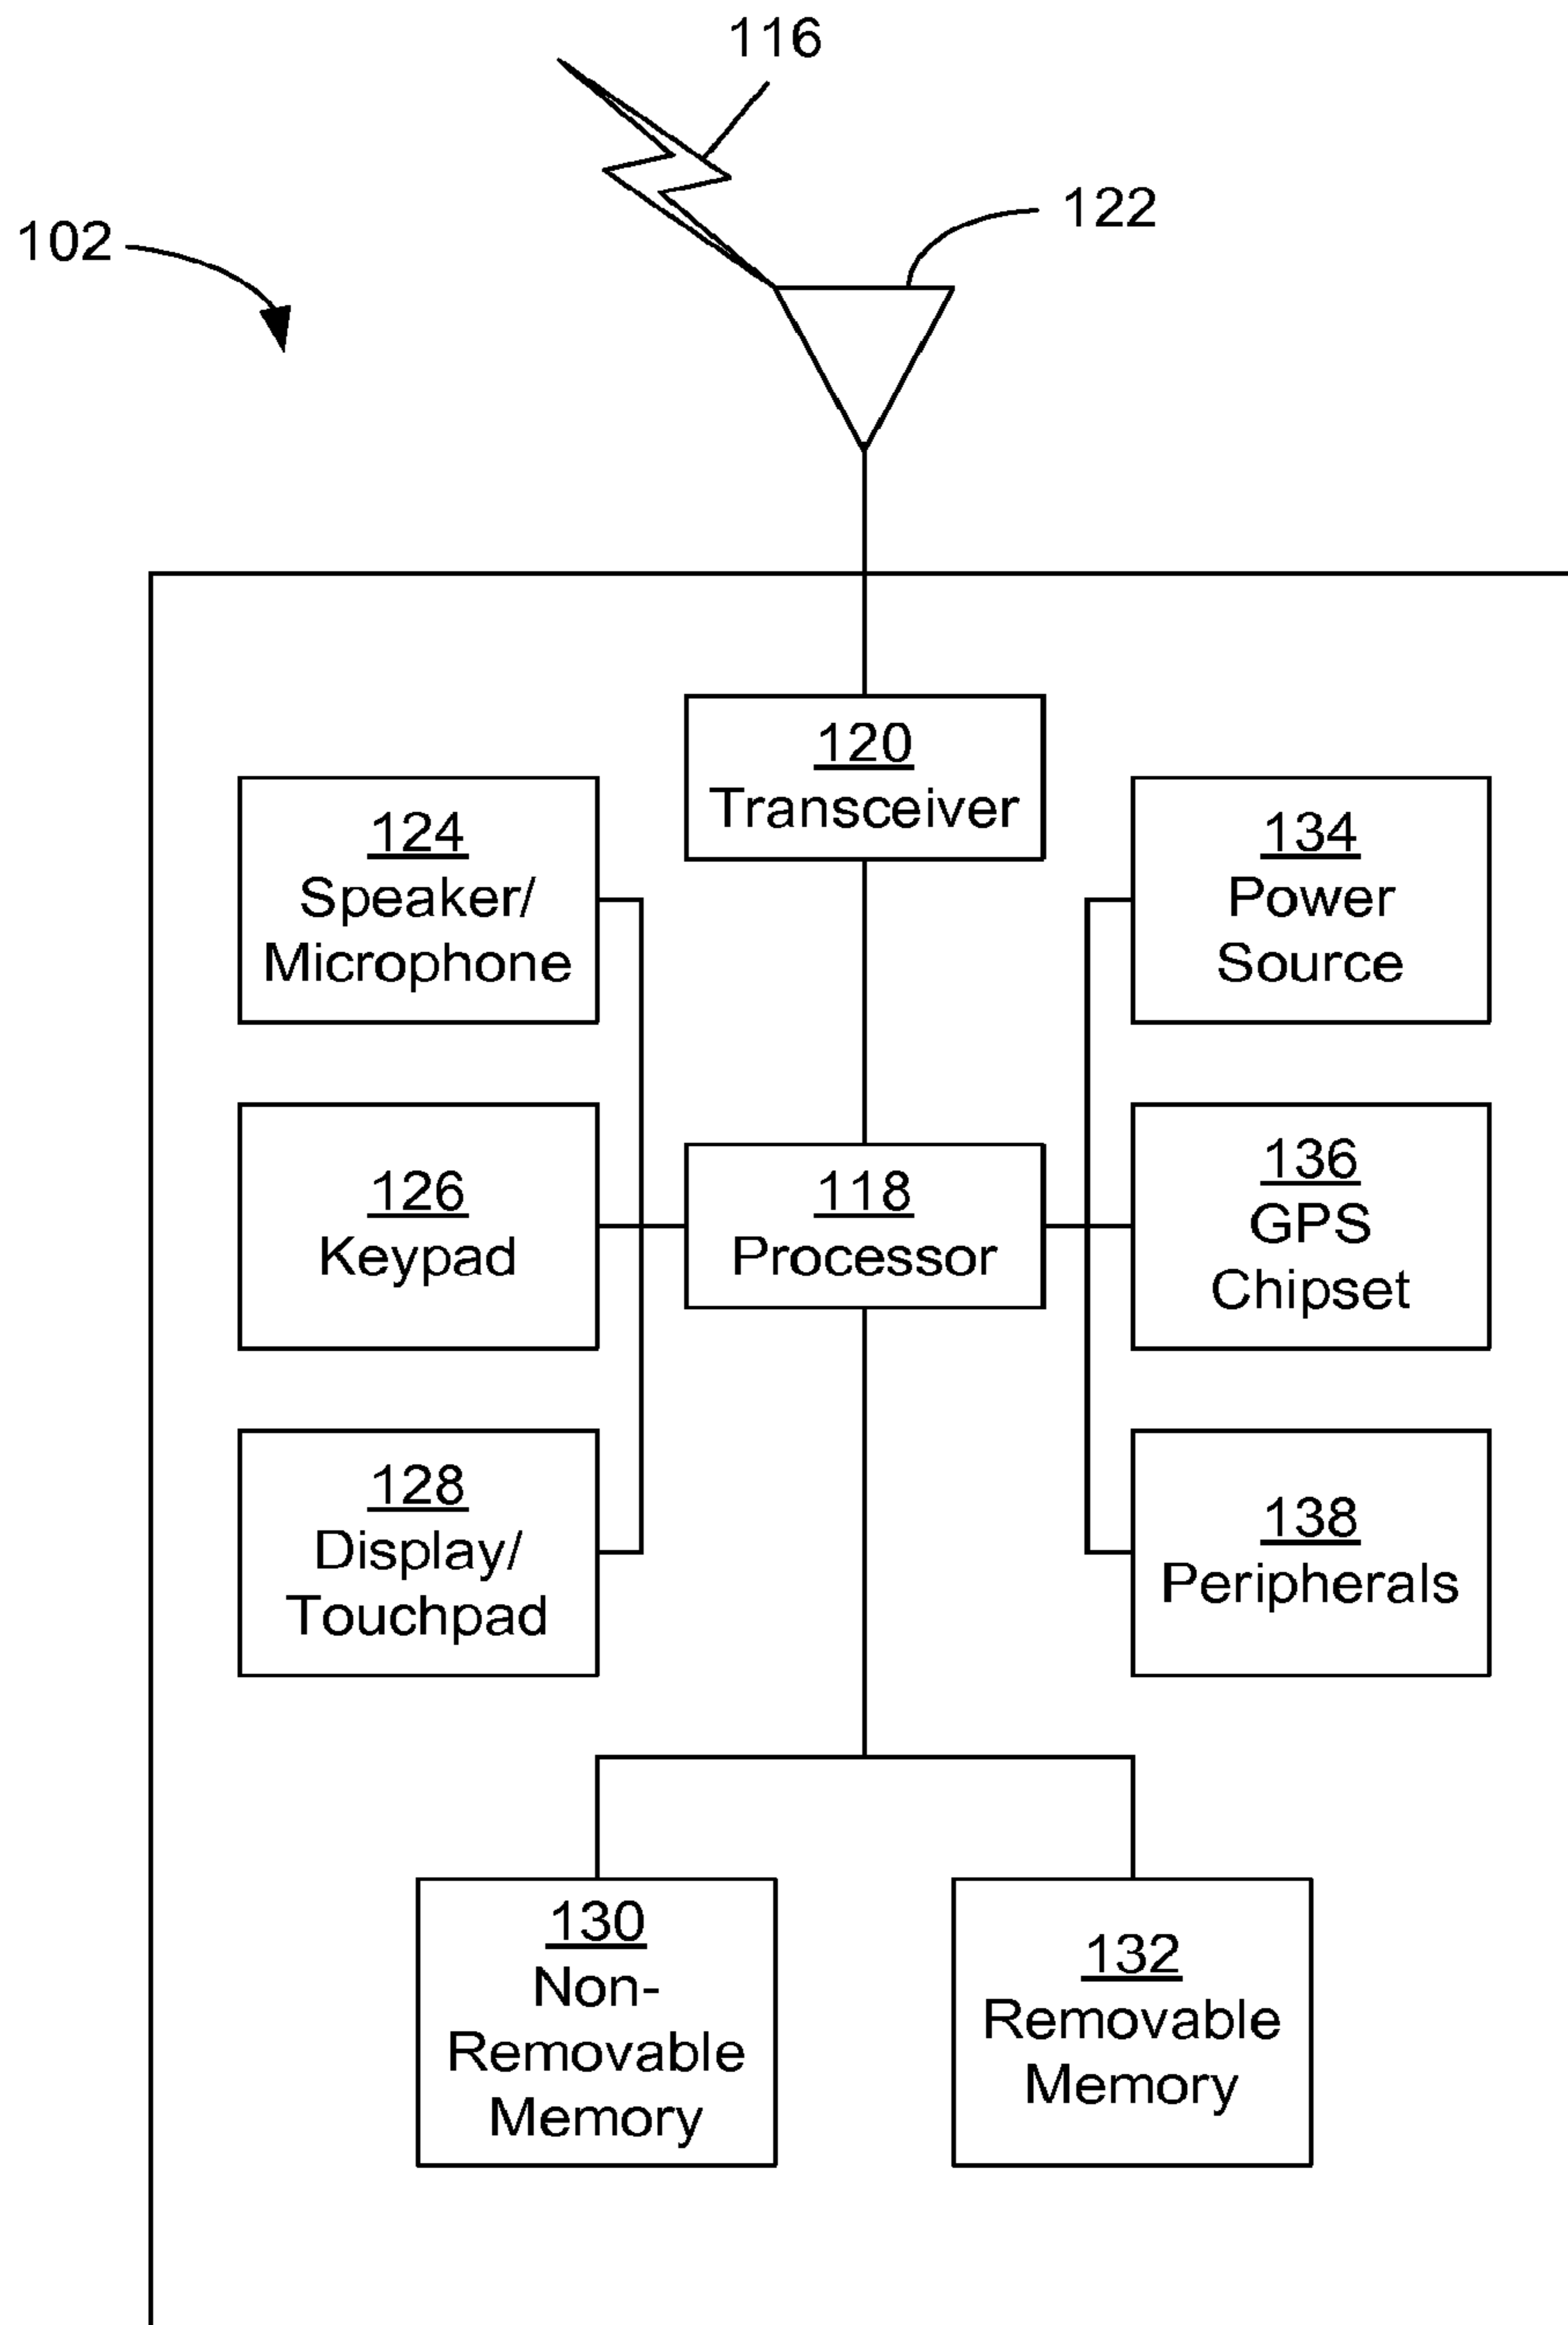 116
122
102
120
Transceiver
124
Speaker/
Microphone
134
Power
Source
126
Keypad
118
Processor
136
GPS
Chipset
128
Display/
Touchpad
138
Peripherals
130
Non-
Removable
Memory
132
Removable
Memory